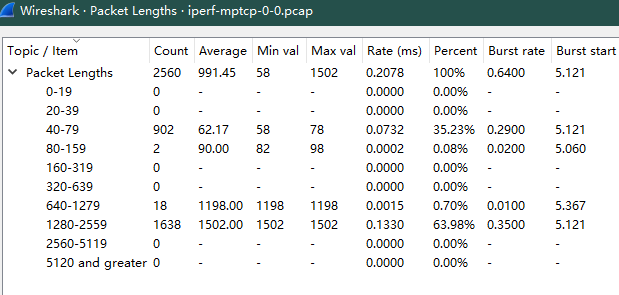 Wireshark · Packet Lengths · iperf-mptcp-0-0.pcap
Topic / Item Count Average Min val Max val Rate (ms) Percent Burst rate Burst start
Packet Lengths 2560 991.45 58 1502 0.2078 100% 0.6400 5.121
0-19 0 - - - 0.0000 0.00% - -
20-39 0 - - - 0.0000 0.00% - -
40-79 902 62.17 58 78 0.0732 35.23% 0.2900 5.121
80-159 2 90.00 82 98 0.0002 0.08% 0.0200 5.060
160-319 0 - - - 0.0000 0.00% - -
320-639 0 - - - 0.0000 0.00% - -
640-1279 18 1198.00 1198 1198 0.0015 0.70% 0.0100 5.367
1280-2559 1638 1502.00 1502 1502 0.1330 63.98% 0.3500 5.121
2560-5119 0 - - - 0.0000 0.00% - -
5120 and greater 0 - - - 0.0000 0.00% - -